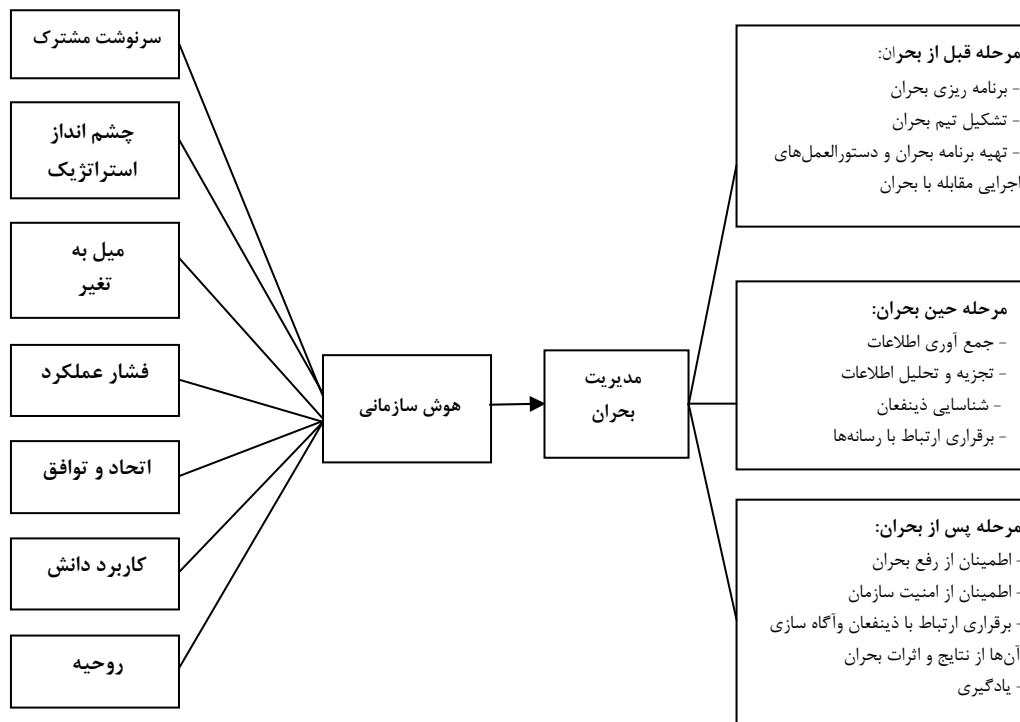 سرنوشت مشترک
چشم انداز
استراتژیک
میل به
تغیر
فشار عملکرد
اتحاد و توافق
کاربرد دانش
روحیه
هوش سازمانی
مدیریت
بحران
مرحله قبل از بحران:
- برنامه ریزی بحران
- تشکیل تیم بحران
- تهیه برنامه بحران و دستورالعمل‌های
اجرایی مقابله با بحران
مرحله حین بحران:
- جمع آوری اطلاعات
- تجزیه و تحلیل اطلاعات
- شناسایی ذینفعان
- برقراری ارتباط با رسانه‌ها
مرحله پس از بحران:
- اطمینان از رفع بحران
- اطمینان از امنیت سازمان
- برقراری ارتباط با ذینفعان وآگاه سازی
آن‌ها از نتایج و اثرات بحران
- یادگیری